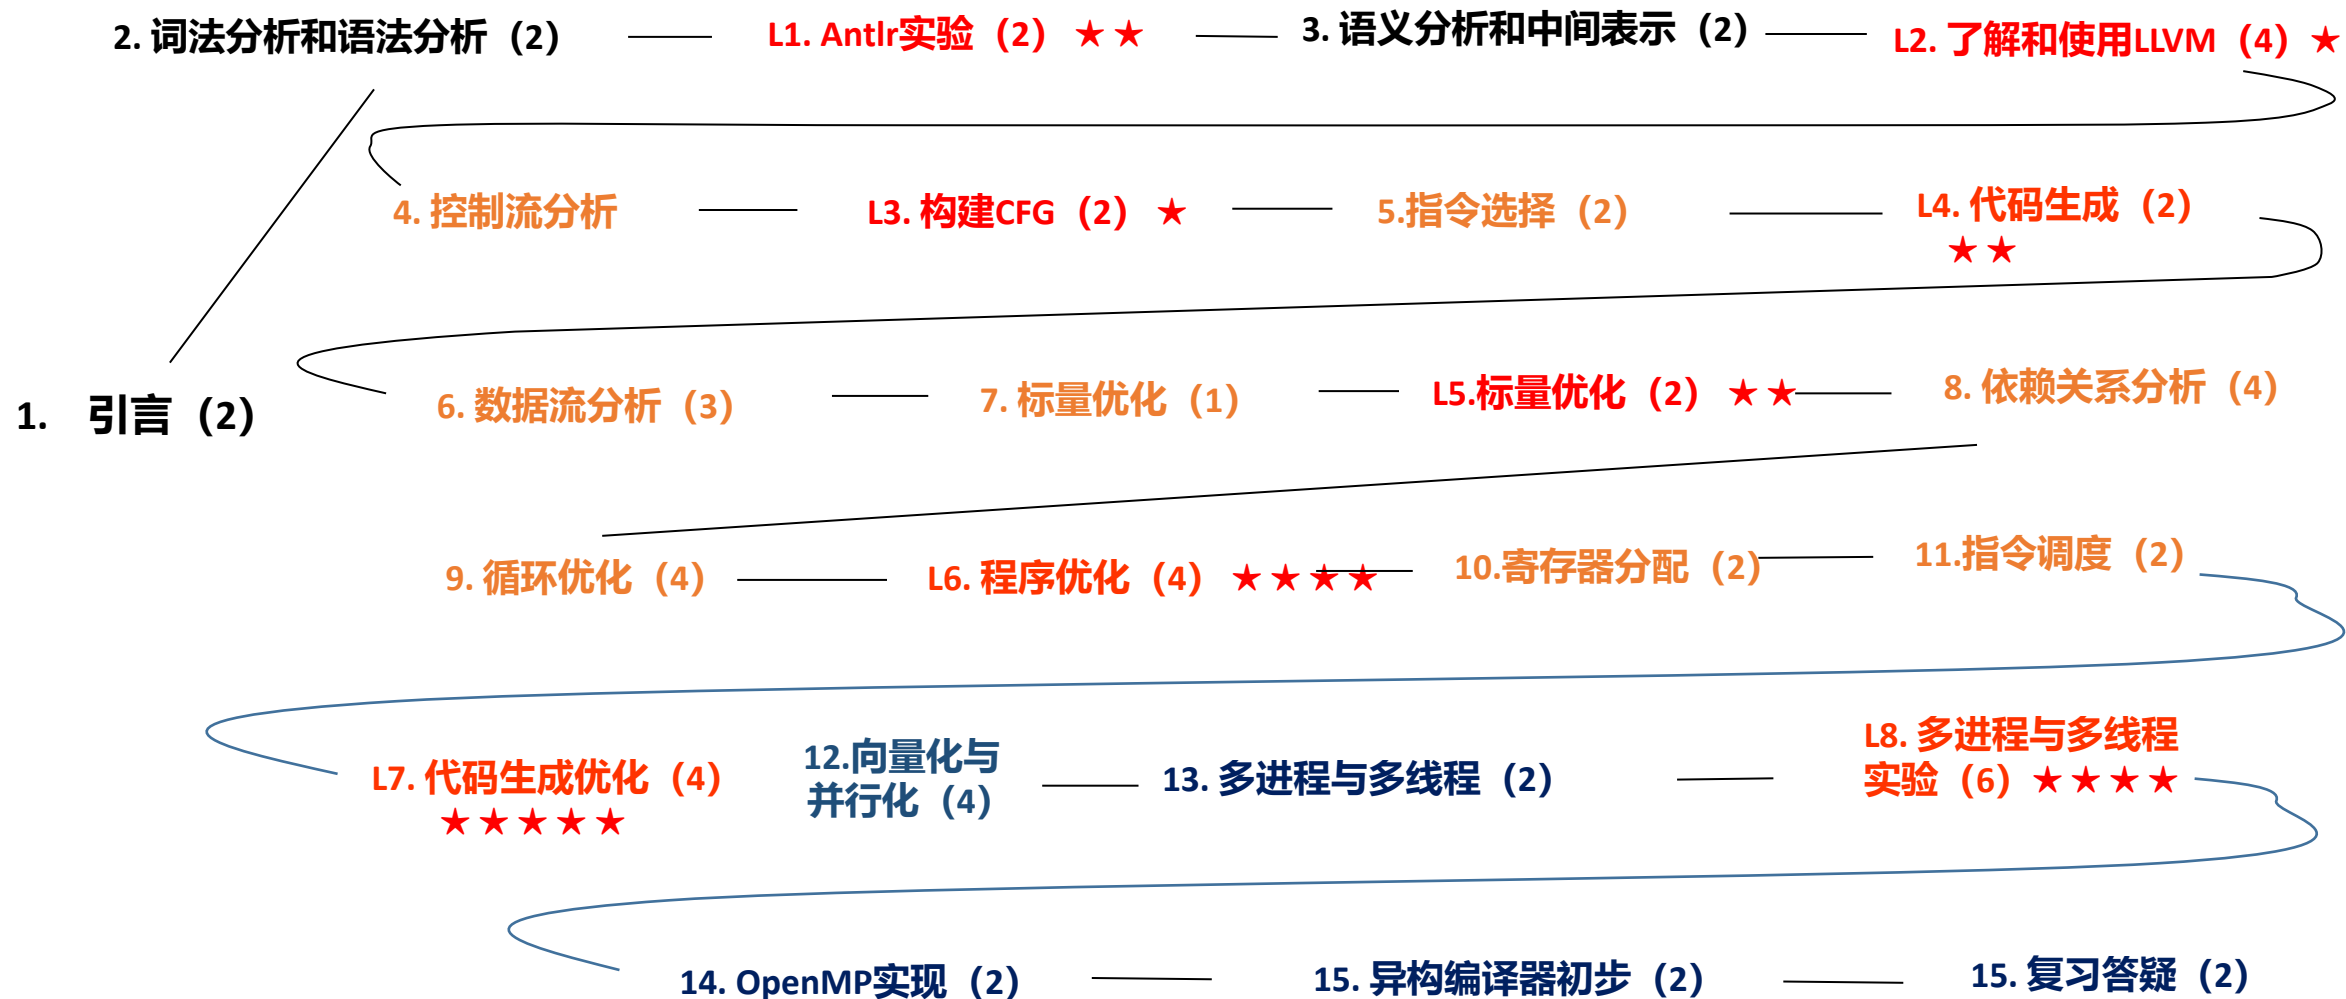 2. 词法分析和语法分析（2）
L1. Antlr实验（2）★★
3. 语义分析和中间表示（2）
L2. 了解和使用LLVM（4）★
4. 控制流分析
L3. 构建CFG（2）★
5.指令选择（2）
L4. 代码生成（2）
★★
1. 引言（2）
6. 数据流分析（3）
7. 标量优化（1）
L5.标量优化（2）★★
8. 依赖关系分析（4）
9. 循环优化（4）
L6. 程序优化（4）★★★★
10.寄存器分配（2）
11.指令调度（2）
L7. 代码生成优化（4）
★★★★★
12.向量化与
并行化（4）
13. 多进程与多线程（2）
L8. 多进程与多线程
实验（6）★★★★
14. OpenMP实现（2）
15. 异构编译器初步（2）
15. 复习答疑（2）